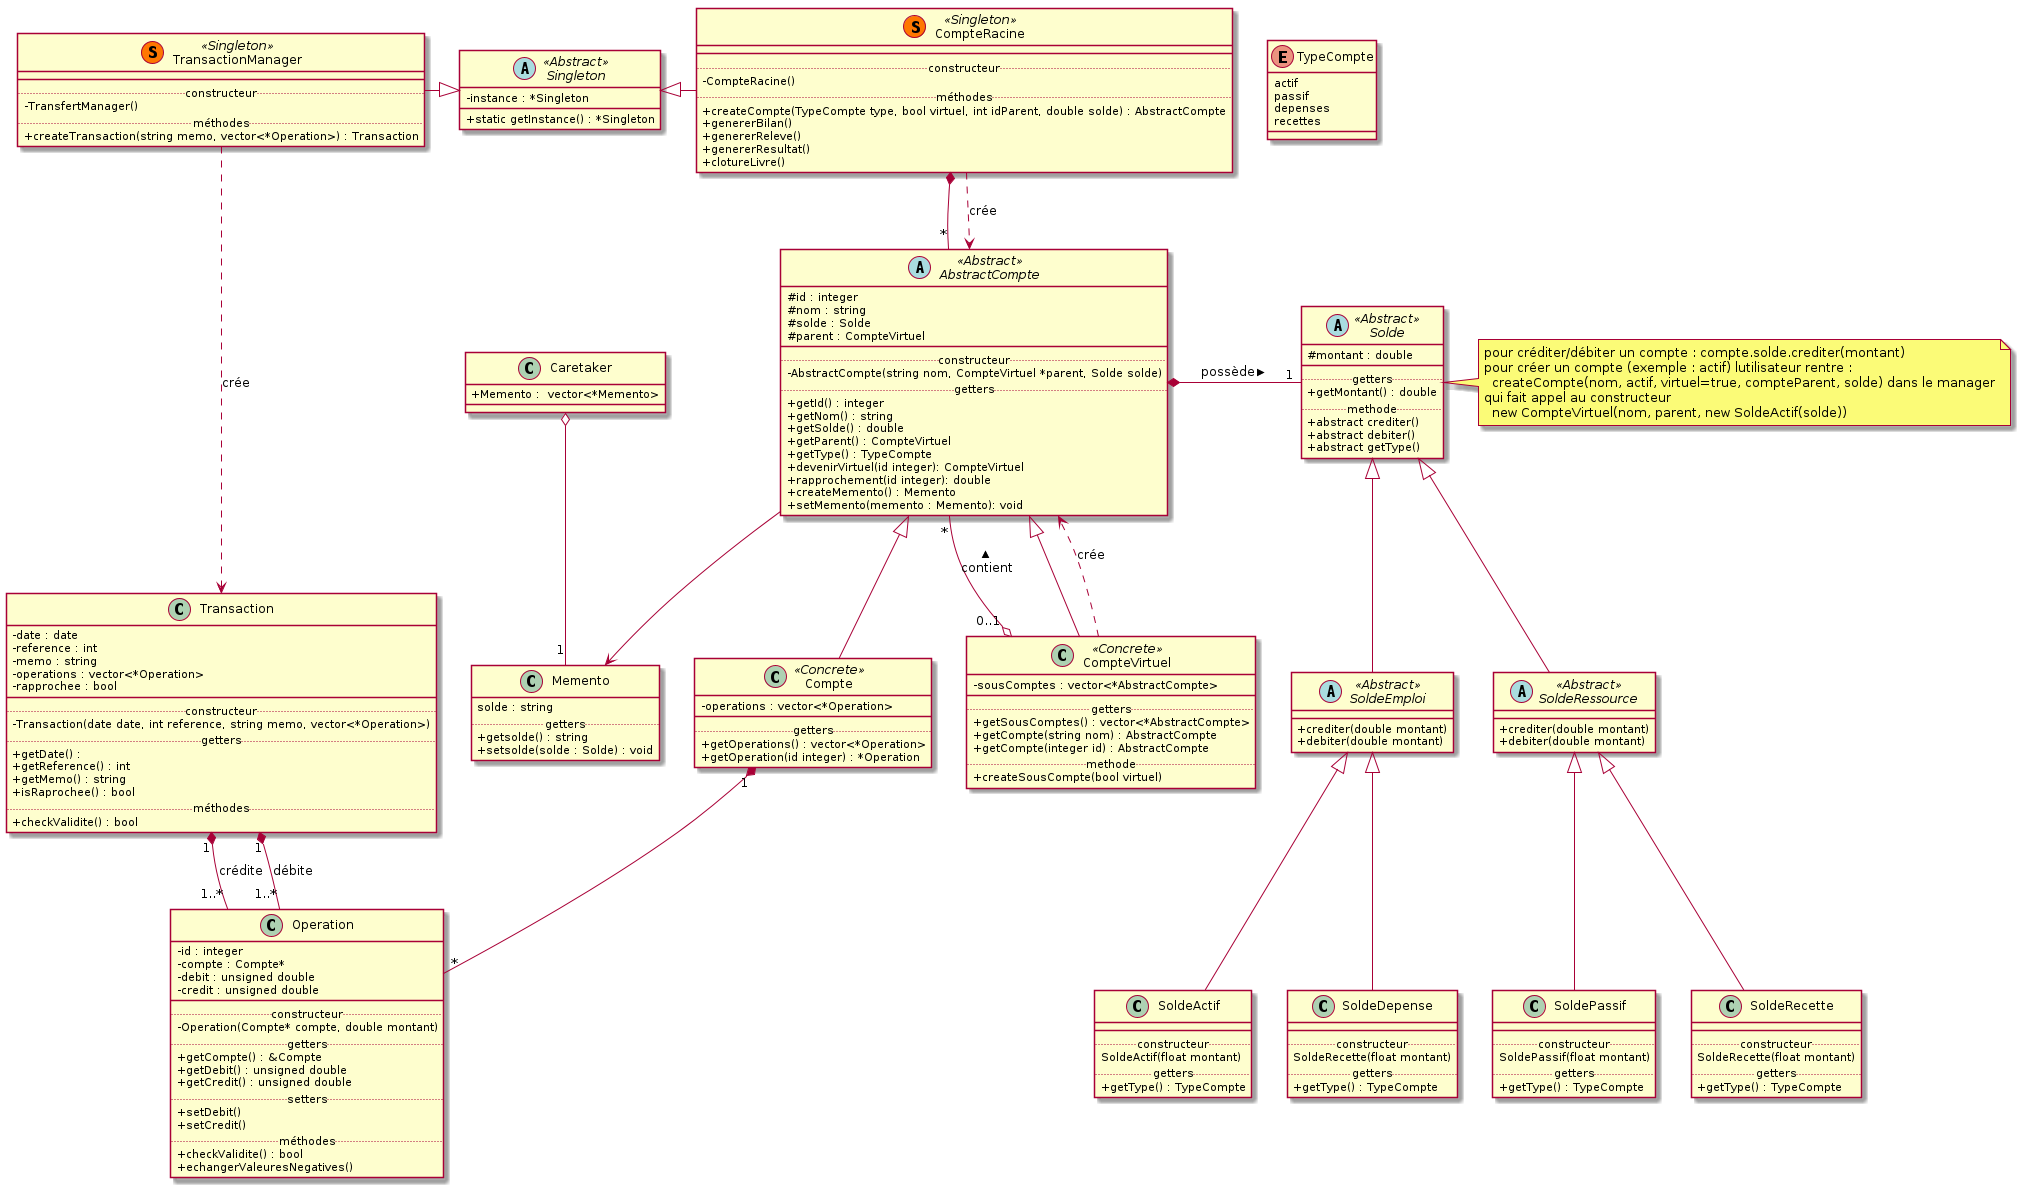 S
«Singleton»
TransactionManager
constructeur
-TransfertManager()
méthodes
+createTransaction(string memo, vector<*Operation>) : Transaction
A
«Abstract»
Singleton
-instance : *Singleton
+static getInstance() : *Singleton
S
«Singleton»
CompteRacine
constructeur
-CompteRacine()
méthodes
+createCompte(TypeCompte type, bool virtuel, int idParent, double solde) : AbstractCompte
+genererBilan()
+genererReleve()
+genererResultat()
+clotureLivre()
E
TypeCompte
actif
passif
depenses
recettes
crée
*
A
«Abstract»
AbstractCompte
#id : integer
#nom : string
#solde : Solde
#parent : CompteVirtuel
constructeur
-AbstractCompte(string nom, CompteVirtuel *parent, Solde solde)
getters
+getId() : integer
+getNom() : string
+getSolde() : double
+getParent() : CompteVirtuel
+getType() : TypeCompte
+devenirVirtuel(id integer): CompteVirtuel
+rapprochement(id integer): double
+createMemento() : Memento
+setMemento(memento : Memento): void
possède
1
A
«Abstract»
Solde
#montant : double
getters
+getMontant() : double
methode
+abstract crediter()
+abstract debiter()
+abstract getType()
pour créditer/débiter un compte : compte.solde.crediter(montant)
pour créer un compte (exemple : actif) lutilisateur rentre :
createCompte(nom, actif, virtuel=true, compteParent, solde) dans le manager
qui fait appel au constructeur
new CompteVirtuel(nom, parent, new SoldeActif(solde))
C
Caretaker
+Memento : vector<*Memento>
crée
1
*
contient
0..1
crée
C
Transaction
-date : date
-reference : int
-memo : string
-operations : vector<*Operation>
-rapprochee : bool
constructeur
-Transaction(date date, int reference, string memo, vector<*Operation>)
getters
+getDate() :
+getReference() : int
+getMemo() : string
+isRaprochee() : bool
méthodes
+checkValidite() : bool
C
Memento
solde : string
getters
+getsolde() : string
+setsolde(solde : Solde) : void
C
«Concrete»
Compte
-operations : vector<*Operation>
getters
+getOperations() : vector<*Operation>
+getOperation(id integer) : *Operation
C
«Concrete»
CompteVirtuel
-sousComptes : vector<*AbstractCompte>
getters
+getSousComptes() : vector<*AbstractCompte>
+getCompte(string nom) : AbstractCompte
+getCompte(integer id) : AbstractCompte
methode
+createSousCompte(bool virtuel)
A
«Abstract»
SoldeEmploi
+crediter(double montant)
+debiter(double montant)
A
«Abstract»
SoldeRessource
+crediter(double montant)
+debiter(double montant)
1
crédite
1..*
1
débite
1..*
1
*
C
Operation
-id : integer
-compte : Compte*
-debit : unsigned double
-credit : unsigned double
constructeur
-Operation(Compte* compte, double montant)
getters
+getCompte() : &Compte
+getDebit() : unsigned double
+getCredit() : unsigned double
setters
+setDebit()
+setCredit()
méthodes
+checkValidite() : bool
+echangerValeuresNegatives()
C
SoldeActif
constructeur
SoldeActif(float montant)
getters
+getType() : TypeCompte
C
SoldeDepense
constructeur
SoldeRecette(float montant)
getters
+getType() : TypeCompte
C
SoldePassif
constructeur
SoldePassif(float montant)
getters
+getType() : TypeCompte
C
SoldeRecette
constructeur
SoldeRecette(float montant)
getters
+getType() : TypeCompte